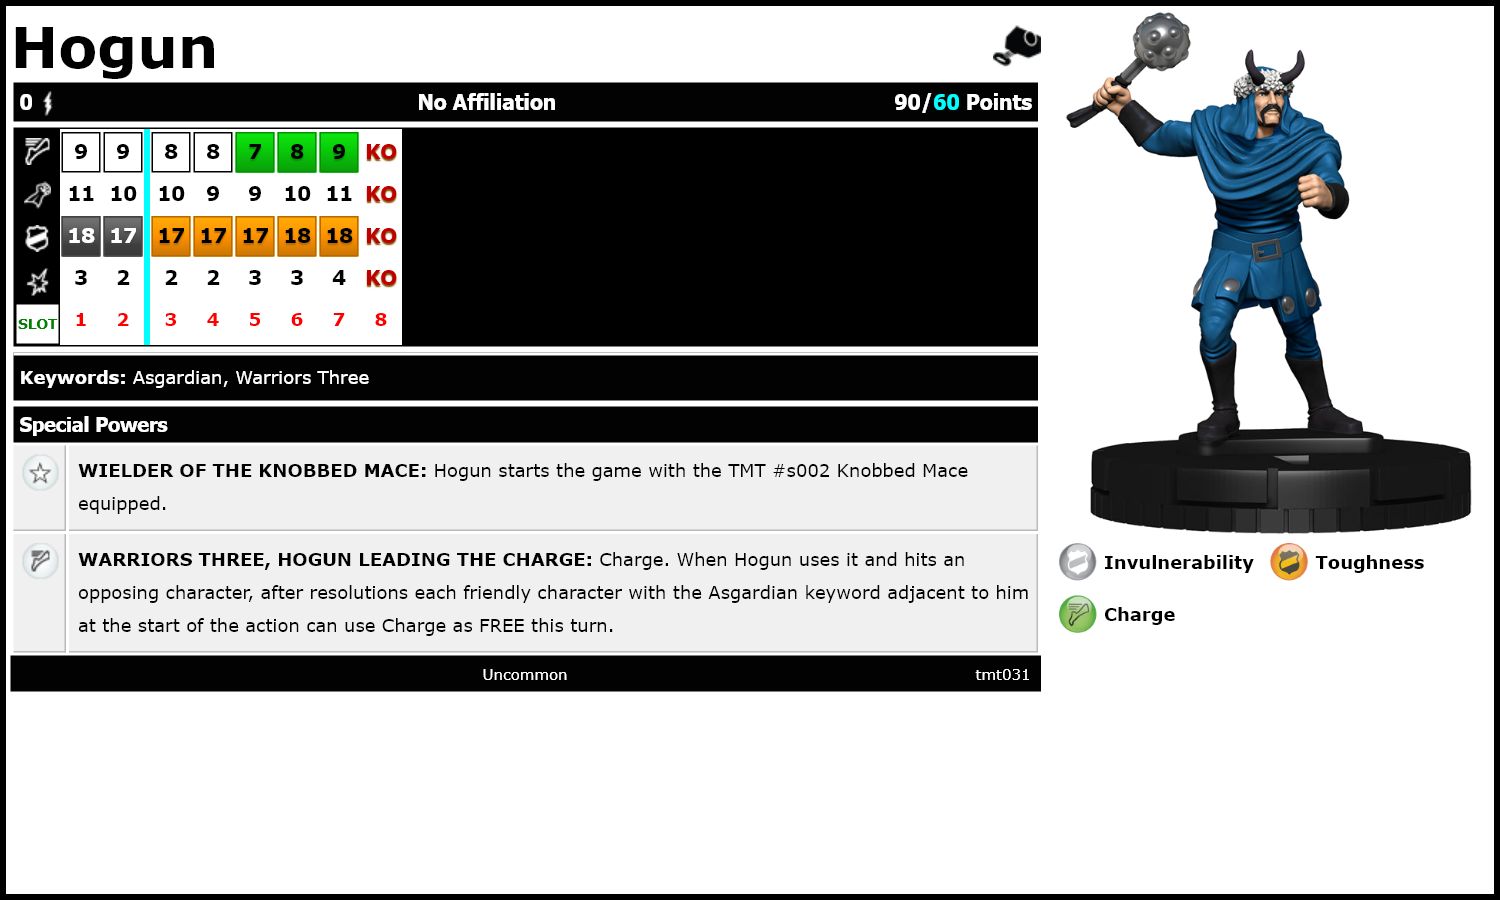 Hogun
0 No Affiliation 90/60 Points
9 9 8 8 7 8 9 KO
11 10 10 9 9 10 11 KO
18 17 17 17 17 18 18 KO
3 2 2 2 3 3 4 KO
SLOT 1 2 3 4 5 6 7 8
Keywords: Asgardian, Warriors Three
Special Powers
WIELDER OF THE KNOBBED MACE: Hogun starts the game with the TMT #s002 Knobbed Mace
equipped.
WARRIORS THREE, HOGUN LEADING THE CHARGE: Charge. When Hogun uses it and hits an
opposing character, after resolutions each friendly character with the Asgardian keyword adjacent to him
at the start of the action can use Charge as FREE this turn.
Uncommon tmt031
Invulnerability Toughness
Charge